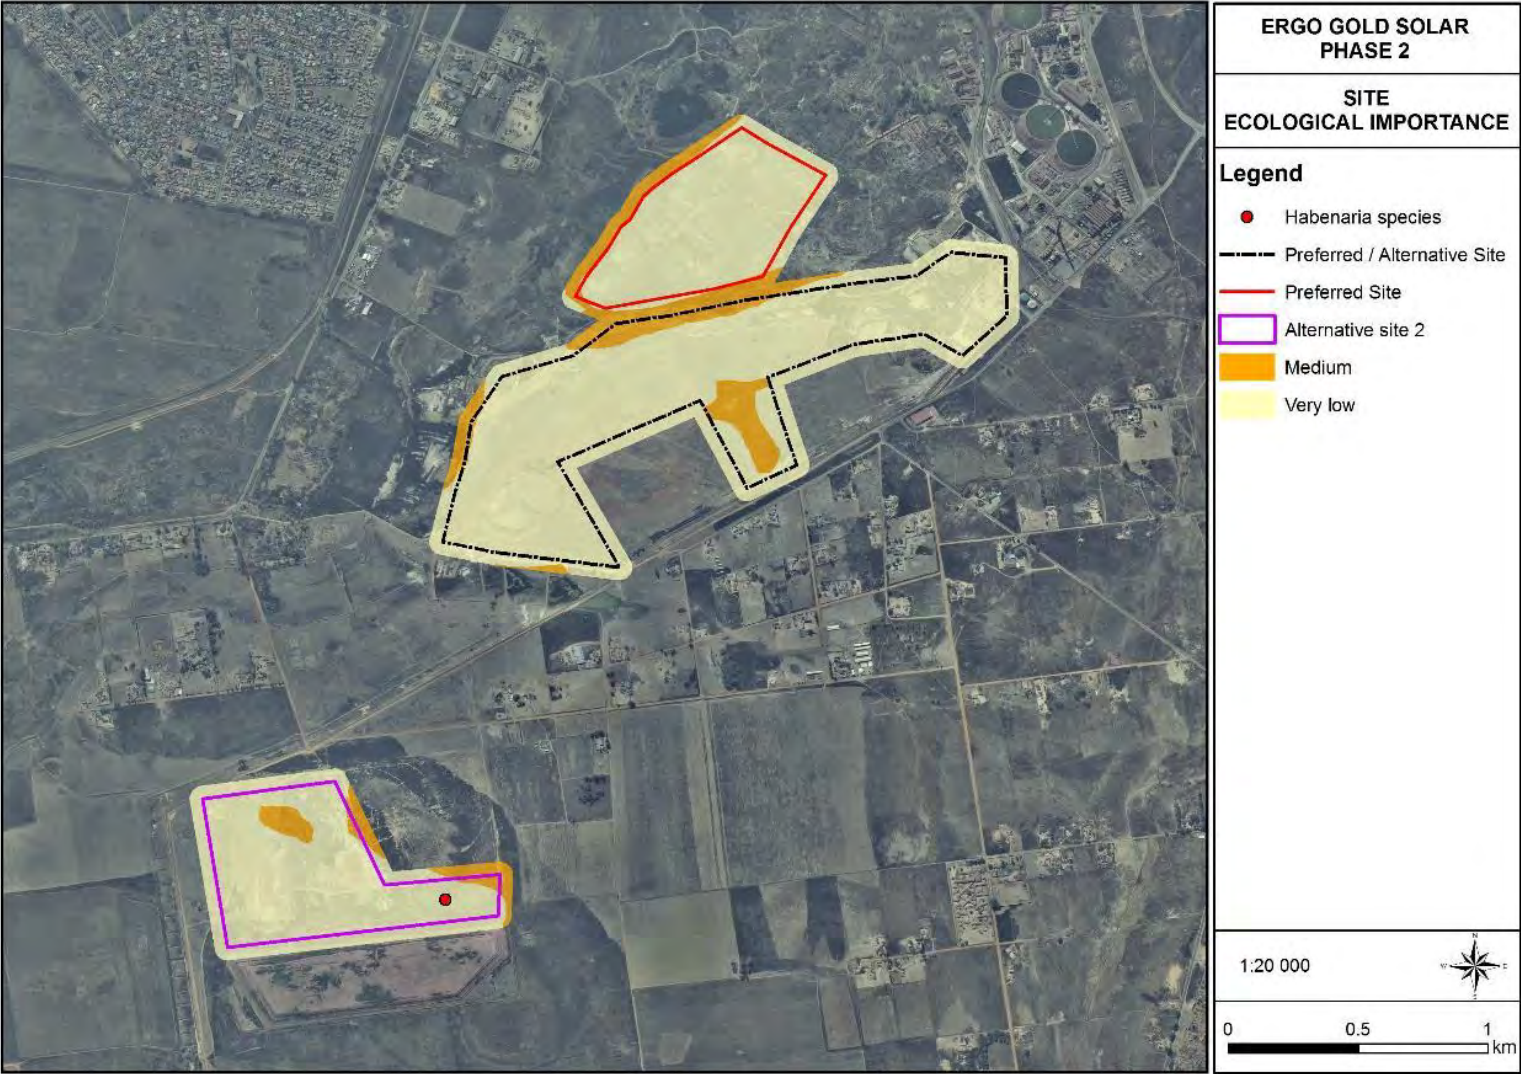 ERGO GOLD SOLAR
PHASE 2
SITE
ECOLOGICAL IMPORTANCE
Legend
Habenaria species
Preferred / Alternative Site
Preferred Site
Alternative site 2
Medium
Very low
1:20 000
N
W
E
S
0 0.5 1
km